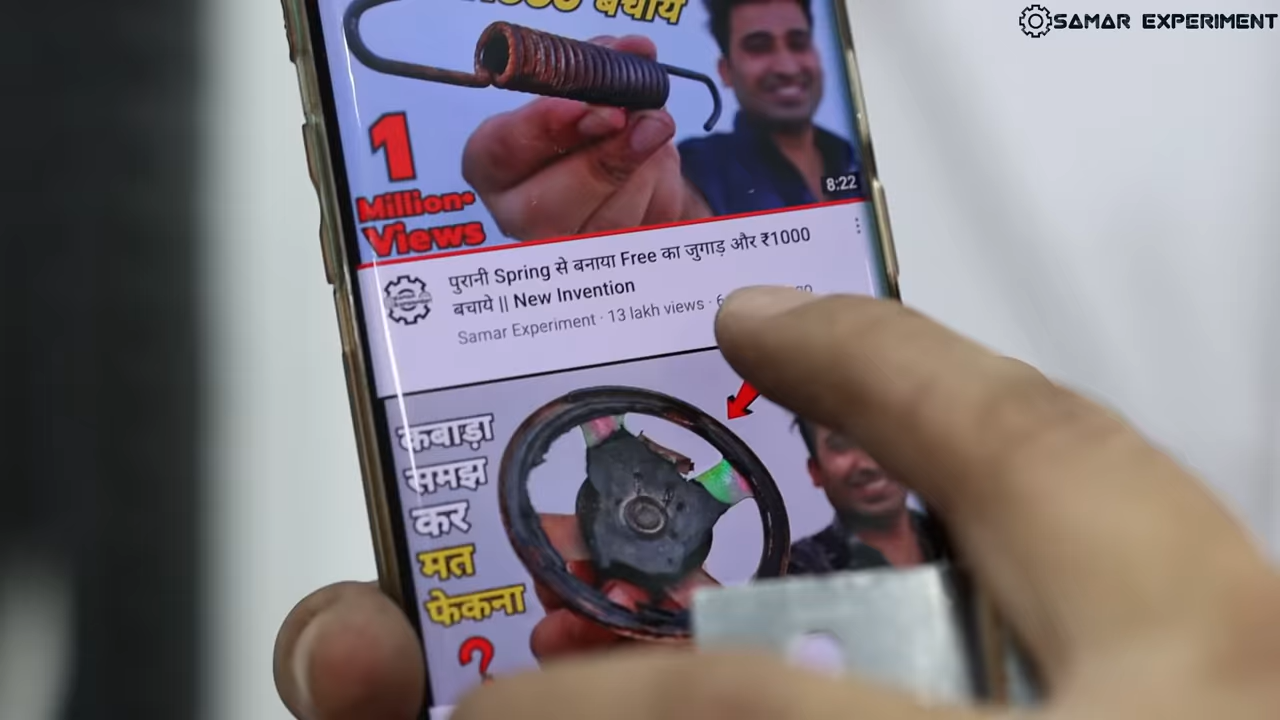 SAMAR EXPERIMENT
बचाये
1
Million+
Views
8:22
पुरानी Spring से बनाया Free का जुगाड़ और ₹1000
बचाये || New Invention
Samar Experiment · 13 lakh views · 6
कबाड़ा
समझ
कर
मत
फेकना
?